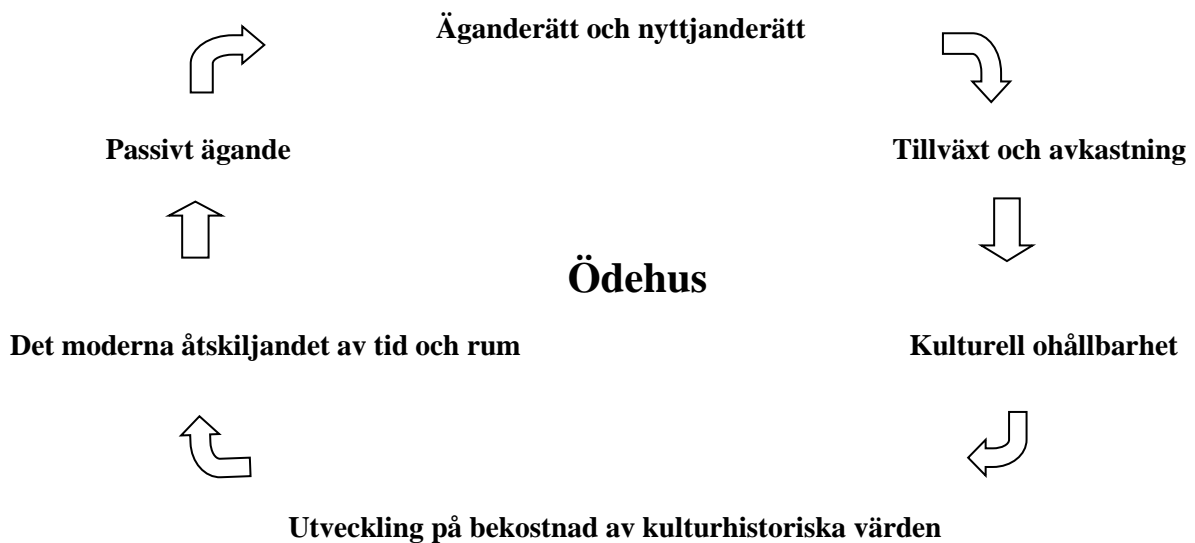 Äganderätt och nyttjanderätt
Passivt ägande
Tillväxt och avkastning
Ödehus
Det moderna åtskiljandet av tid och rum
Kulturell ohållbarhet
Utveckling på bekostnad av kulturhistoriska värden